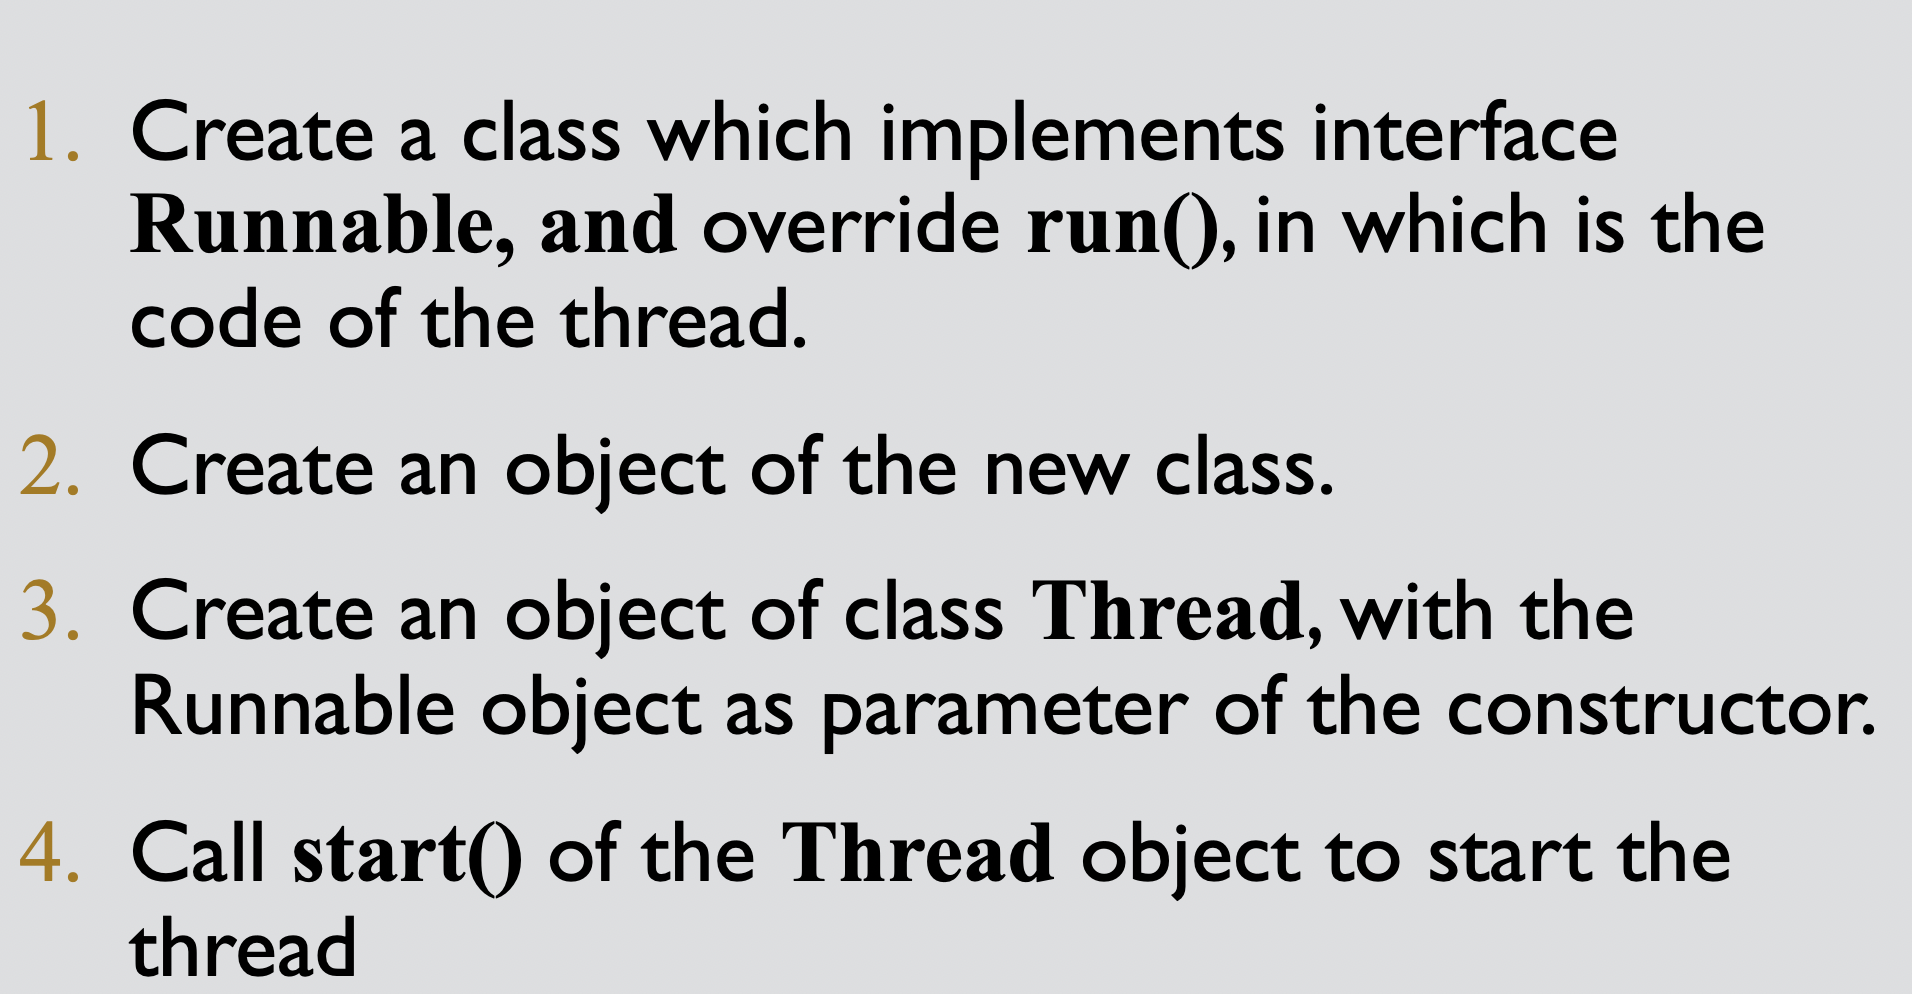 1. Create a class which implements interface
Runnable, and override run(), in which is the
code of the thread.
2. Create an object of the new class.
3. Create an object of class Thread, with the
Runnable object as parameter of the constructor.
4. Call start() of the Thread object to start the
thread